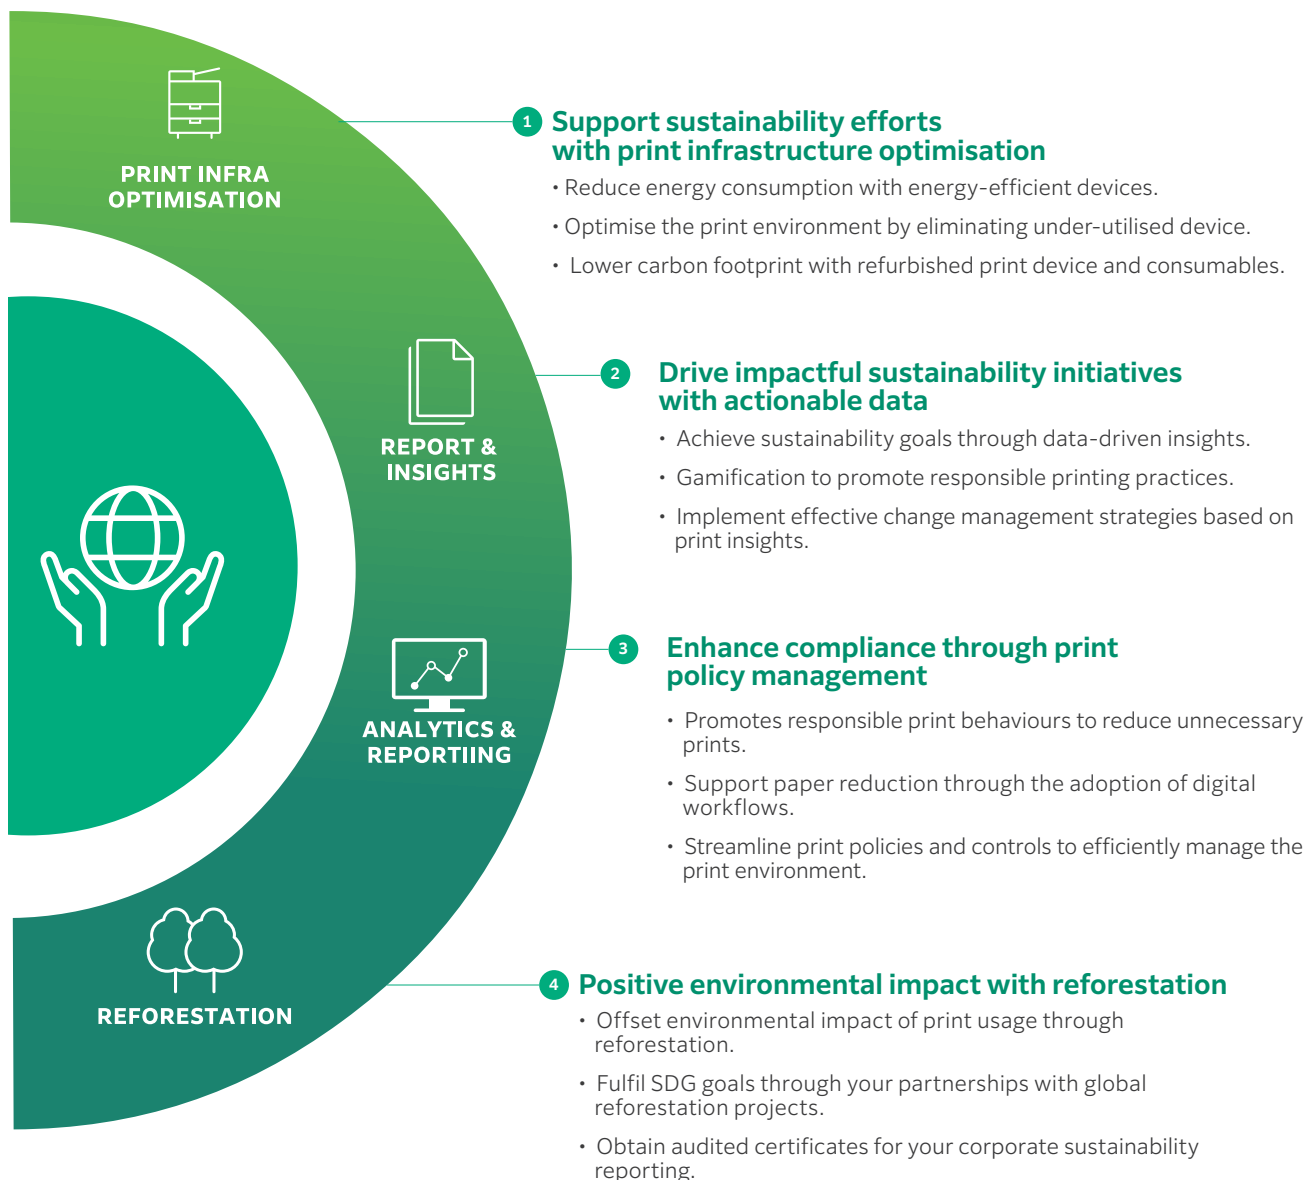 PRINT INFRA
OPTIMISATION
1 Support sustainability efforts
with print infrastructure optimisation
• Reduce energy consumption with energy-efficient devices.
• Optimise the print environment by eliminating under-utilised device.
• Lower carbon footprint with refurbished print device and consumables.
REPORT &
INSIGHTS
2 Drive impactful sustainability initiatives
with actionable data
• Achieve sustainability goals through data-driven insights.
• Gamification to promote responsible printing practices.
• Implement effective change management strategies based on
print insights.
ANALYTICS &
REPORTIING
3 Enhance compliance through print
policy management
• Promotes responsible print behaviours to reduce unnecessary
prints.
• Support paper reduction through the adoption of digital
workflows.
• Streamline print policies and controls to efficiently manage the
print environment.
REFORESTATION
4 Positive environmental impact with reforestation
• Offset environmental impact of print usage through
reforestation.
• Fulfil SDG goals through your partnerships with global
reforestation projects.
• Obtain audited certificates for your corporate sustainability
reporting.